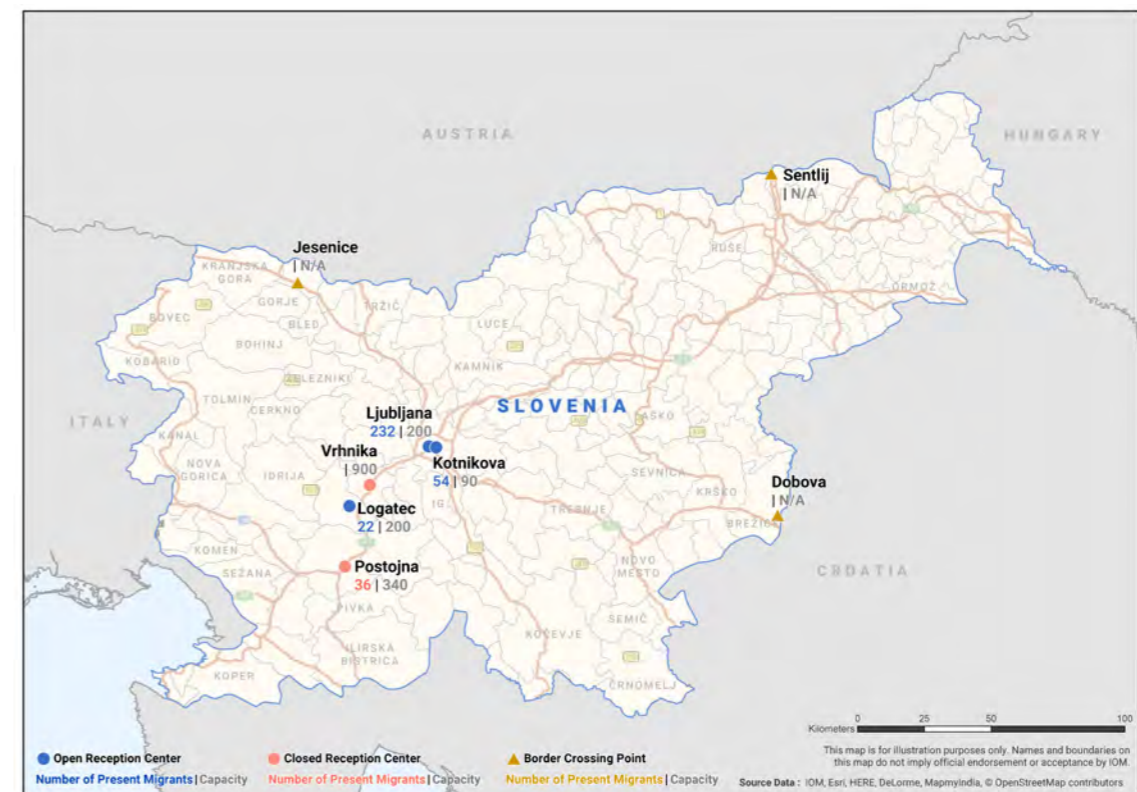 AUSTRIA
HUNGARY
Sentlij
| N/A
Jesenice
| N/A
KRANJSKA
GORA
RUŠE
GORJE
TRŽIČ
ORMOŽ
BOVEC
BLED
LUCE
BOHINJ
KOBARID
KAMNIK
ŽELEZNIKI
TOLMIN
CERKNO
SLOVENIA
LAŠKO
ITALY
Ljubljana
232 | 200
KANAL
Vrhnika
| 900
Kotnikova
54 | 90
NOVA
GORICA
IDRIJA
SEVNICA
Dobova
| N/A
KRŠKO
Logatec
22 | 200
IG
TREBNJE
BREŽICE
KOMEN
NOVO
MESTO
SEŽANA
Postojna
36 | 340
CROATIA
PIVKA
SEMIČ
KOČEVJE
ILIRSKA
BISTRICA
KOPER
ČRNOMELJ
Kilometers
0 25 50 100
This map is for illustration purposes only. Names and boundaries on
this map do not imply official endorsement or acceptance by IOM.
Open Reception Center
Number of Present Migrants | Capacity
Closed Reception Center
Number of Present Migrants | Capacity
Border Crossing Point
Number of Present Migrants | Capacity
Source Data : IOM, Esri, HERE, DeLorme, MapmyIndia, © OpenStreetMap contributors